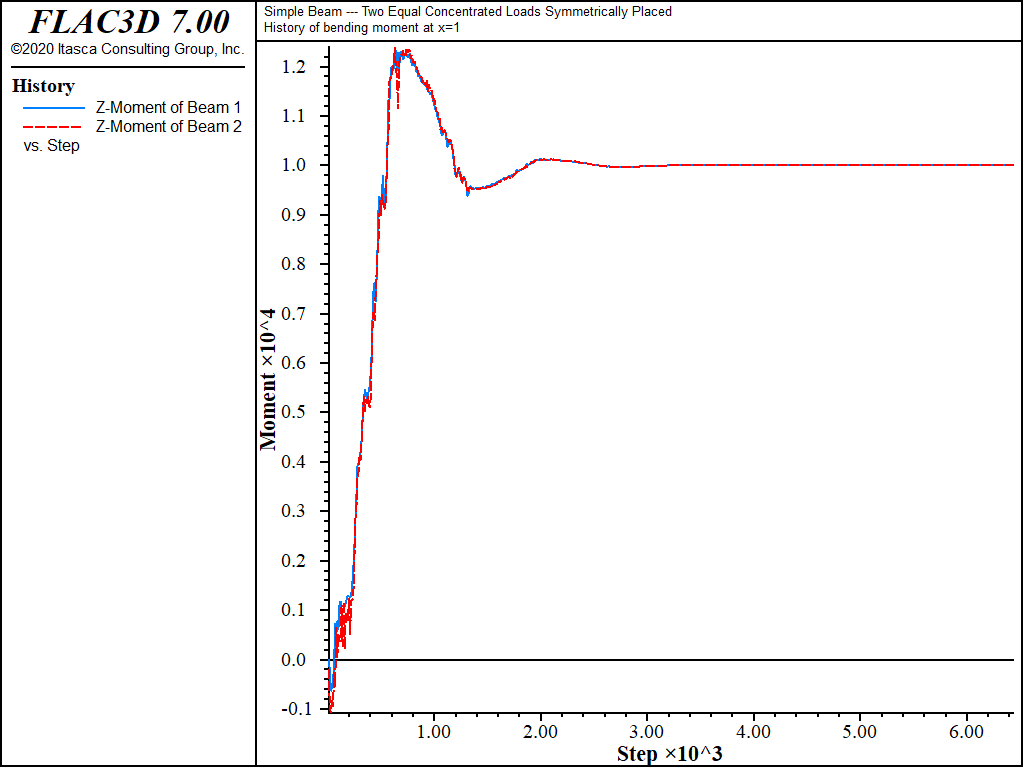 FLAC3D 7.00
©2020 Itasca Consulting Group, Inc.
History
Z-Moment of Beam 1
Z-Moment of Beam 2
vs. Step
Simple Beam --- Two Equal Concentrated Loads Symmetrically Placed
History of bending moment at x=1
Moment ×10^4
1.2
1.1
1.0
0.9
0.8
0.7
0.6
0.5
0.4
0.3
0.2
0.1
0.0
-0.1
1.00 2.00 3.00 4.00 5.00 6.00
Step ×10^3